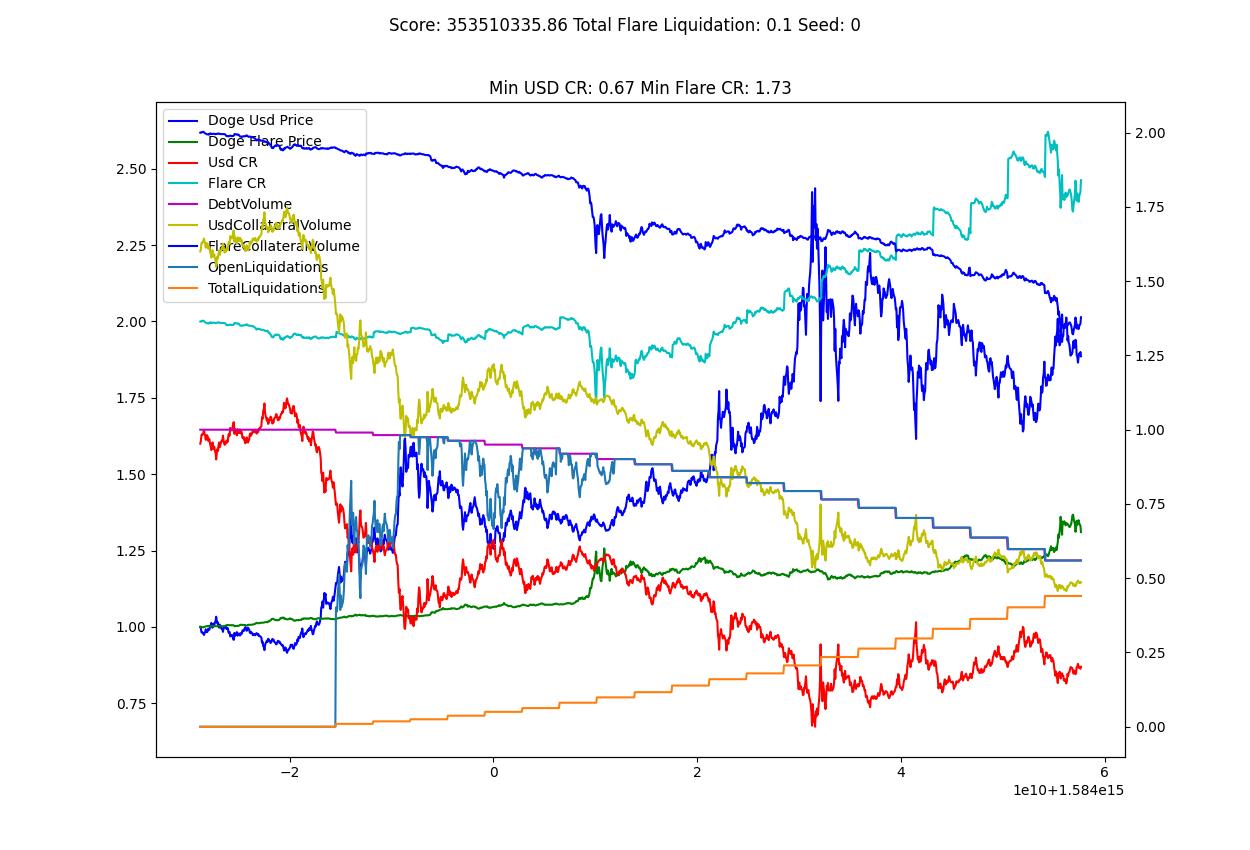 Score: 353510335.86 Total Flare Liquidation: 0.1 Seed: 0
Min USD CR: 0.67 Min Flare CR: 1.73
Doge Usd Price
Doge Flare Price
Usd CR
Flare CR
DebtVolume
UsdCollateralVolume
FlareCollateralVolume
OpenLiquidations
TotalLiquidations
2.50
2.25
2.00
1.75
1.50
1.25
1.00
0.75
2.00
1.75
1.50
1.25
1.00
0.75
0.50
0.25
0.00
−2 0 2 4 6
1e10+1.584e15